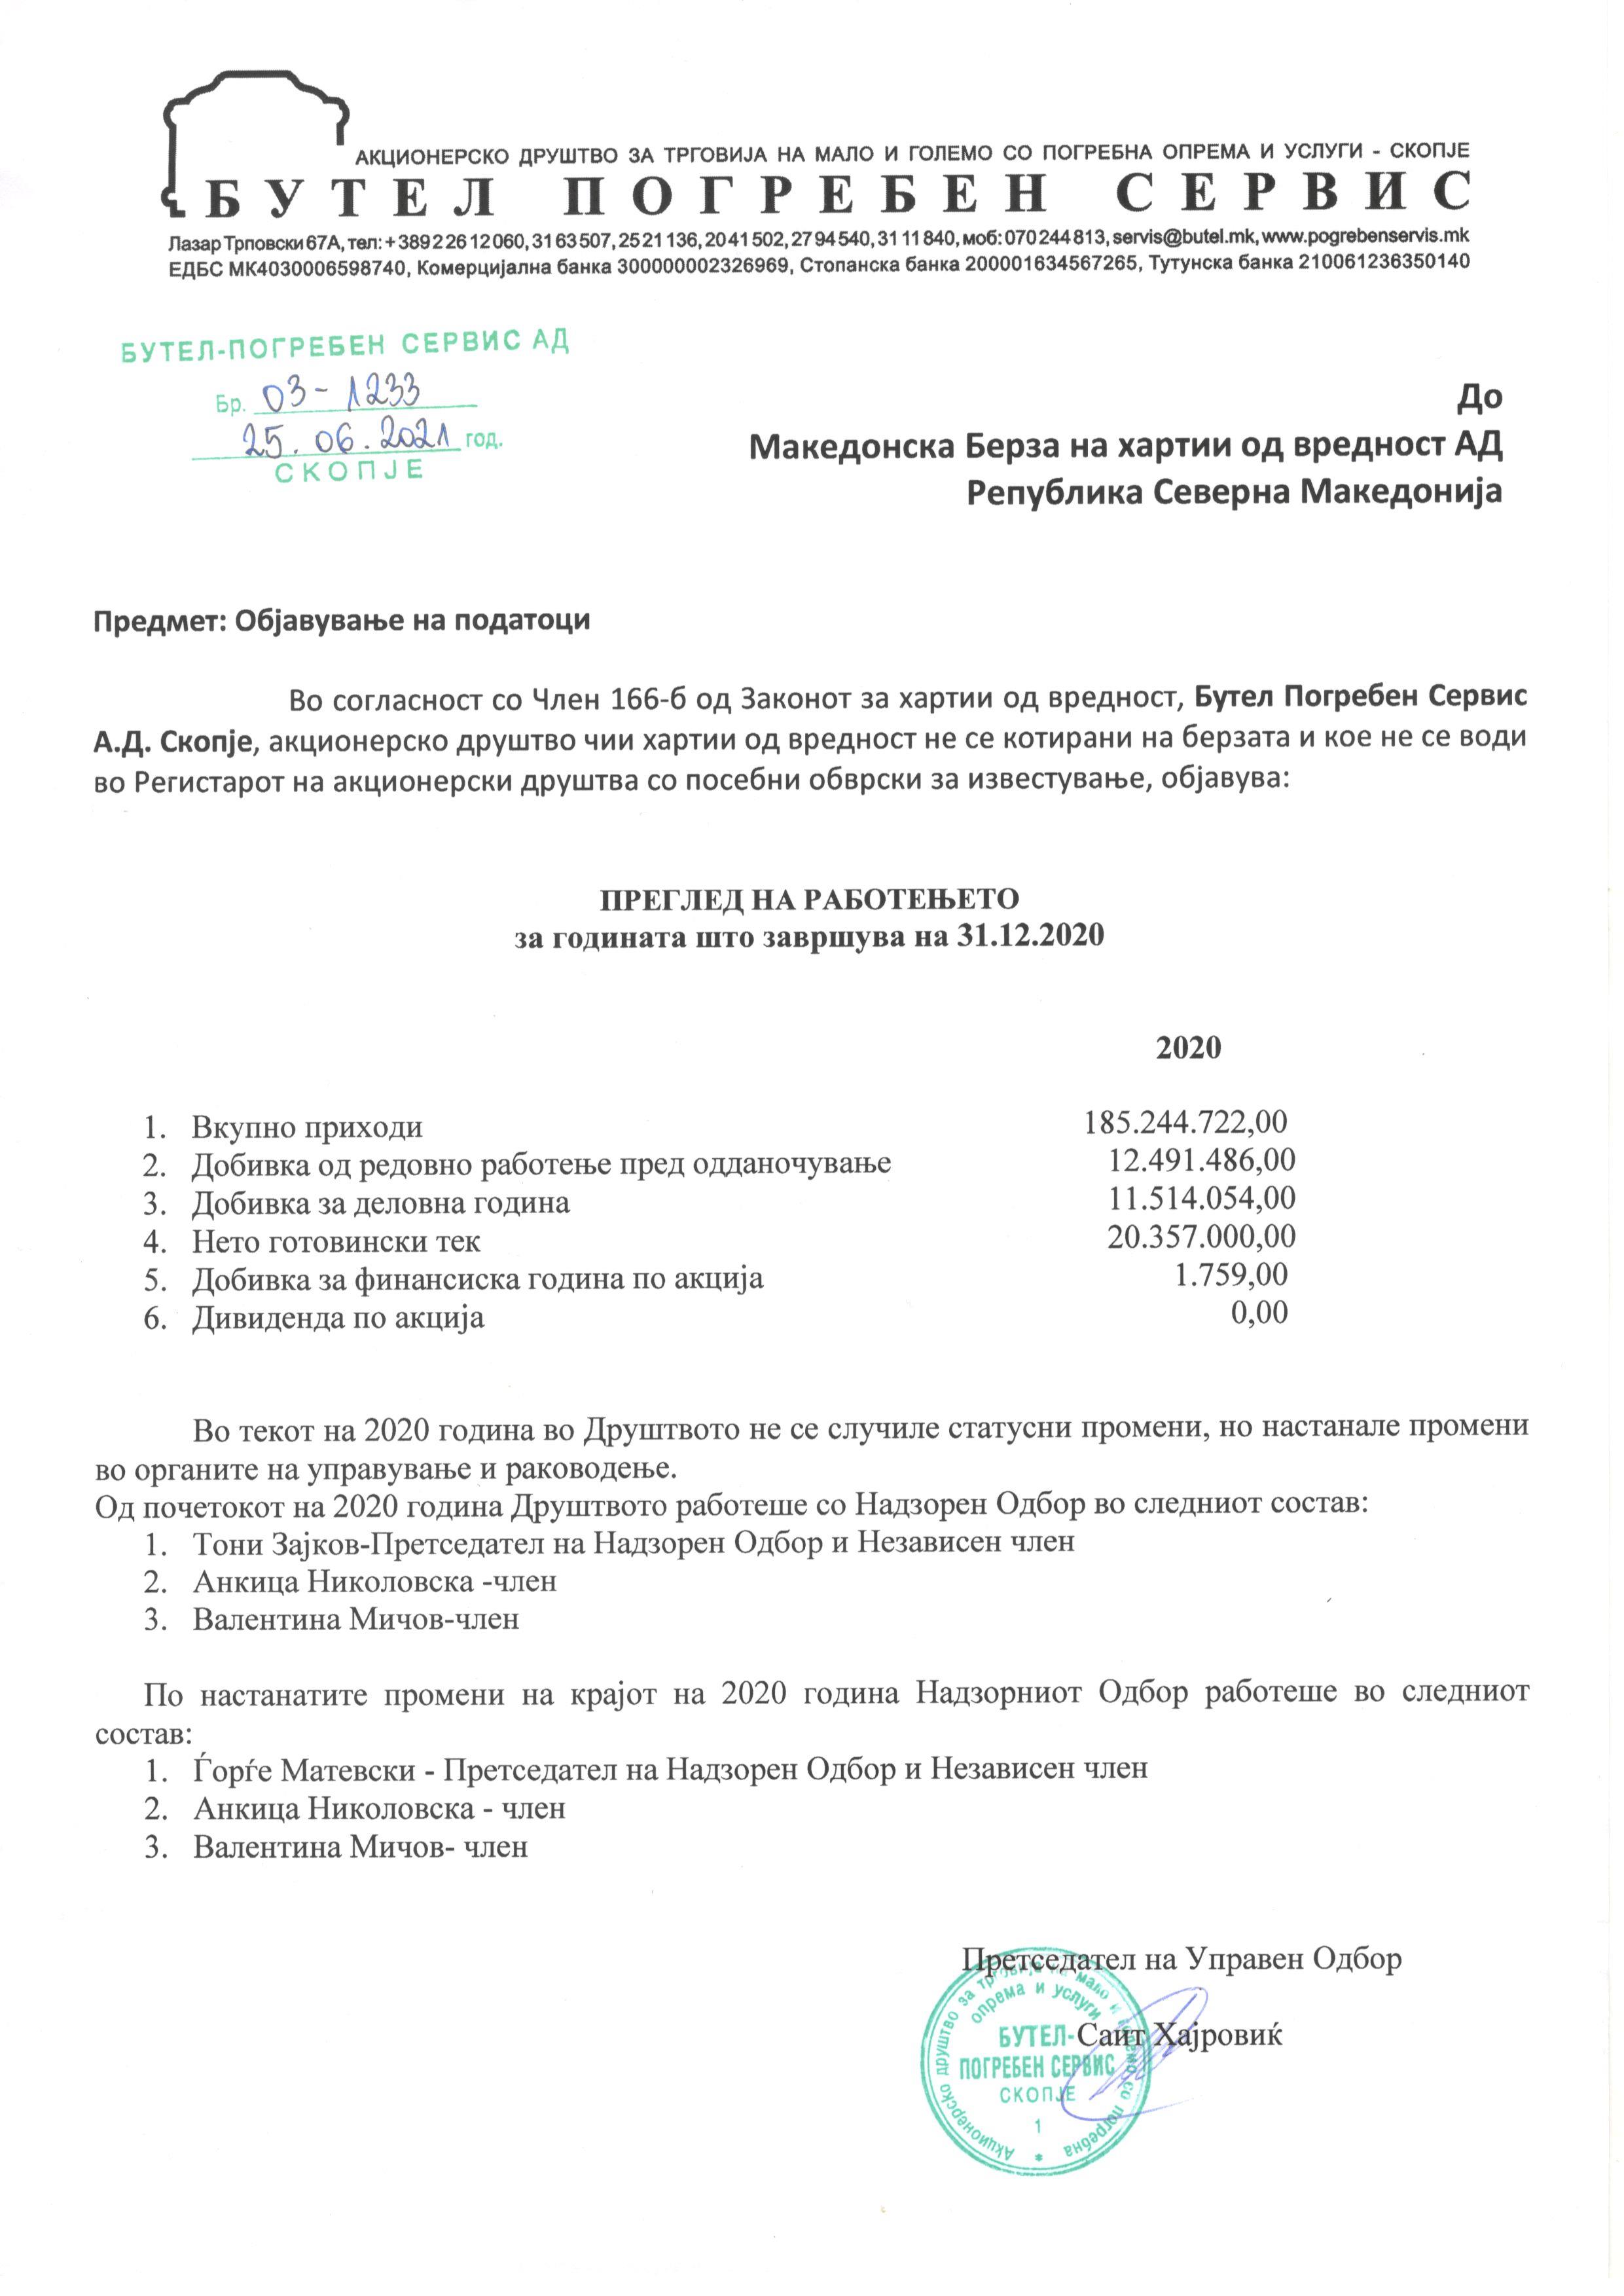 АКЦИОНЕРСКО ДРУШТВО ЗА ТРГОВИЈА НА МАЛО И ГОЛЕМО СО ПОГРЕБНА ОПРЕМА И УСЛУГИ - СКОПЈЕ
БУТЕЛ ПОГРЕБЕН СЕРВИС
Лазар Трповски 67А, тел: +389 2 26 12 060, 31 63 507, 25 21 136, 20 41 502, 27 94 540, 31 11 840, моб: 070 244 813, servis@butel.mk, www.pogrebenservis.mk
ЕДБС МК4030006598740, Комерцијална банка 300000002326969, Стопанска банка 200001634567265, Тутунска банка 210061236350140
БУТЕЛ-ПОГРЕБЕН СЕРВИС АД
Бр. 03-1233
25.06.2021 год.
СКОПЈЕ
До
Македонска Берза на хартии од вредност АД
Република Северна Македонија
Предмет: Објавување на податоци
Во согласност со Член 166-б од Законот за хартии од вредност, Бутел Погребен Сервис
А.Д. Скопје, акционерско друштво чии хартии од вредност не се котирани на берзата и кое не се води
во Регистарот на акционерски друштва со посебни обврски за известување, објавува:
ПРЕГЛЕД НА РАБОТЕЊЕТО
за годината што завршува на 31.12.2020
2020
1. Вкупно приходи 185.244.722,00
2. Добивка од редовно работење пред одданочување 12.491.486,00
3. Добивка за деловна година 11.514.054,00
4. Нето готовински тек 20.357.000,00
5. Добивка за финансиска година по акција 1.759,00
6. Дивиденда по акција 0,00
Во текот на 2020 година во Друштвото не се случиле статусни промени, но настанале промени
во органите на управување и раководење.
Од почетокот на 2020 година Друштвото работеше со Надзорен Одбор во следниот состав:
1. Тони Зајков-Претседател на Надзорен Одбор и Независен член
2. Анкица Николовска -член
3. Валентина Мичов-член
По настанатите промени на крајот на 2020 година Надзорниот Одбор работеше во следниот
состав:
1. Ѓорѓе Матевски - Претседател на Надзорен Одбор и Независен член
2. Анкица Николовска - член
3. Валентина Мичов- член
Претседател на Управен Одбор
Саит Хајровиќ
Акционерско друштво за трговија на мало и големо со погребна
опрема и услуги
БУТЕЛ-
ПОГРЕБЕН СЕРВИС
СКОПЈЕ
1